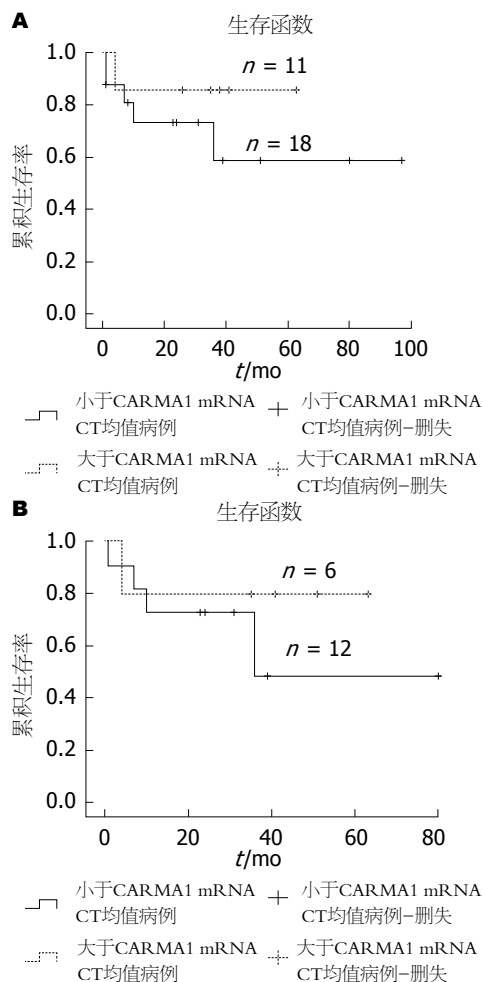 A
生存函数
1.0
n = 11
0.8
n = 18
0.6
0.4
0.2
0.0
累积生存率
0 20 40 60 80 100
t/mo
小于CARMA1 mRNA
CT均值病例
小于CARMA1 mRNA
CT均值病例-删失
大于CARMA1 mRNA
CT均值病例
大于CARMA1 mRNA
CT均值病例-删失
B
生存函数
1.0
n = 6
0.8
n = 12
0.6
0.4
0.2
0.0
累积生存率
0 20 40 60 80
t/mo
小于CARMA1 mRNA
CT均值病例
小于CARMA1 mRNA
CT均值病例-删失
大于CARMA1 mRNA
CT均值病例
大于CARMA1 mRNA
CT均值病例-删失